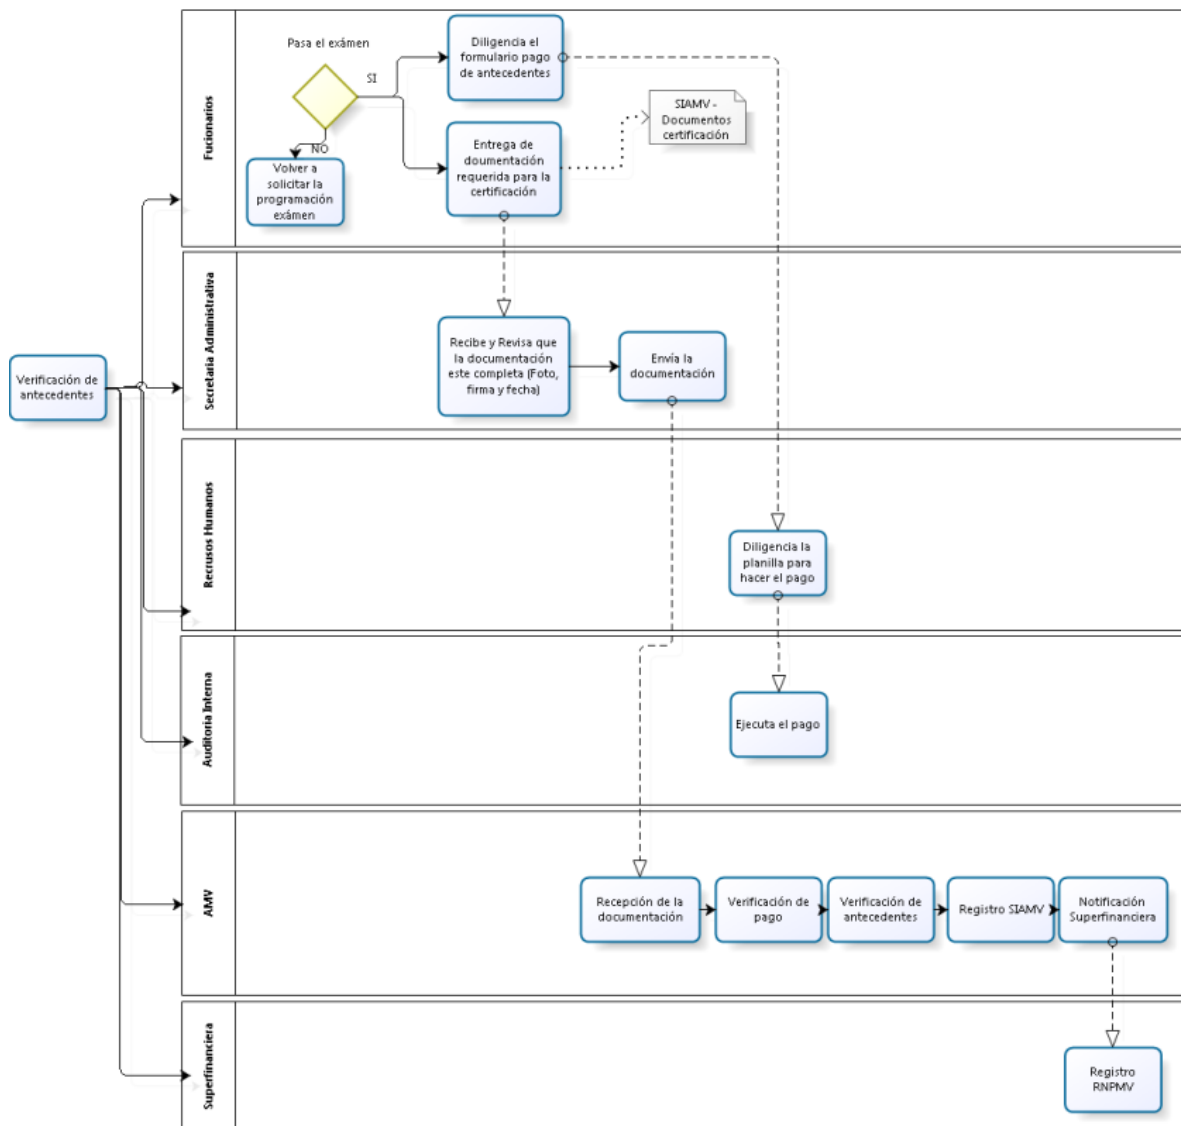 Fucionarios
Pasa el exámen
SI
NO
Volver a
solicitar la
programación
exámen
Diligencia el
formulario pago
de antecedentes
Entrega de
doumentación
requerida para la
certificación
SIAMV -
Documentos
certificación
Secretaria Administrativa
Recibe y Revisa que
la documentación
este completa (Foto,
firma y fecha)
Envía la
documentación
Verificación de
antecedentes
Recrusos Humanos
Diligencia la
planilla para
hacer el pago
Auditoria Interna
Ejecuta el pago
AMV
Recepción de la
documentación
Verificación de
pago
Verificación de
antecedentes
Registro SIAMV
Notificación
Superfinanciera
Superfinanciera
Registro
RNPMV